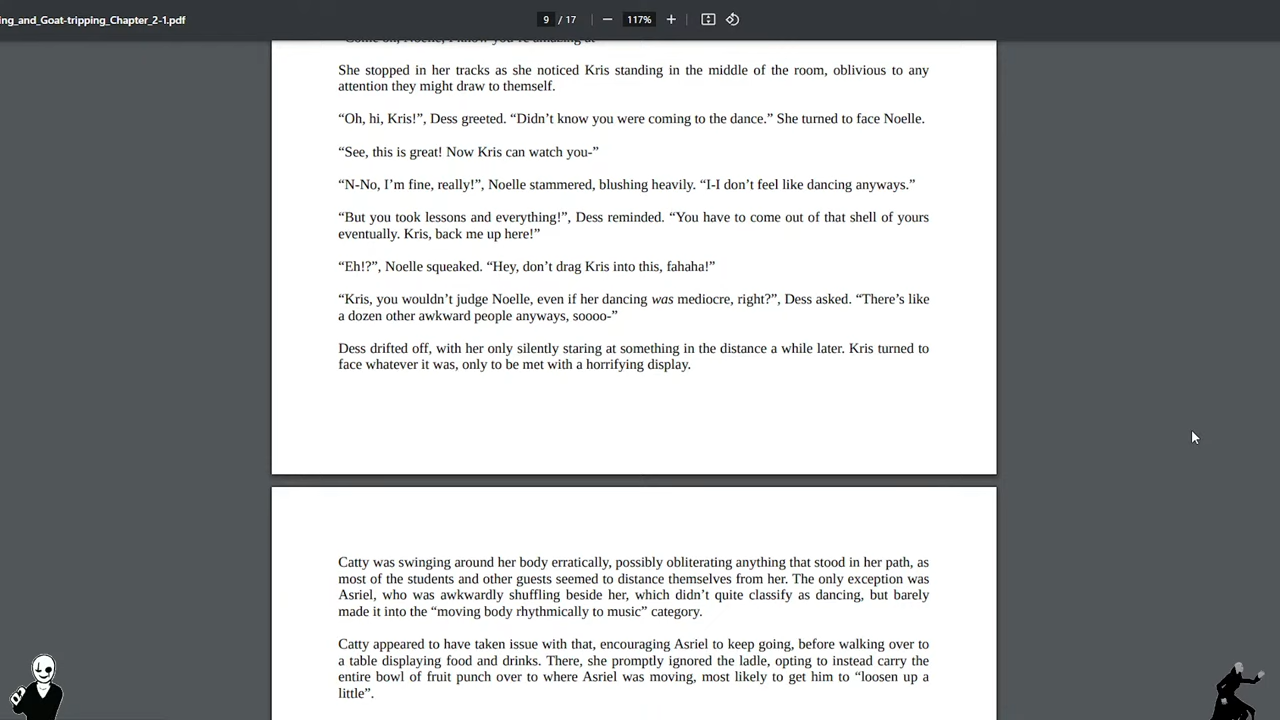 ing_and_Goat-tripping_Chapter_2-1.pdf
9 / 17
117%
She stopped in her tracks as she noticed Kris standing in the middle of the room, oblivious to any
attention they might draw to themself.
“Oh, hi, Kris!”, Dess greeted. “Didn’t know you were coming to the dance.” She turned to face Noelle.
“See, this is great! Now Kris can watch you-”
“N-No, I’m fine, really!”, Noelle stammered, blushing heavily. “I-I don’t feel like dancing anyways.”
“But you took lessons and everything!”, Dess reminded. “You have to come out of that shell of yours
eventually. Kris, back me up here!”
“Eh!?”, Noelle squeaked. “Hey, don’t drag Kris into this, fahaha!”
“Kris, you wouldn’t judge Noelle, even if her dancing was mediocre, right?”, Dess asked. “There’s like
a dozen other awkward people anyways, soooo-”
Dess drifted off, with her only silently staring at something in the distance a while later. Kris turned to
face whatever it was, only to be met with a horrifying display.
Catty was swinging around her body erratically, possibly obliterating anything that stood in her path, as
most of the students and other guests seemed to distance themselves from her. The only exception was
Asriel, who was awkwardly shuffling beside her, which didn’t quite classify as dancing, but barely
made it into the “moving body rhythmically to music” category.
Catty appeared to have taken issue with that, encouraging Asriel to keep going, before walking over to
a table displaying food and drinks. There, she promptly ignored the ladle, opting to instead carry the
entire bowl of fruit punch over to where Asriel was moving, most likely to get him to “loosen up a
little”.